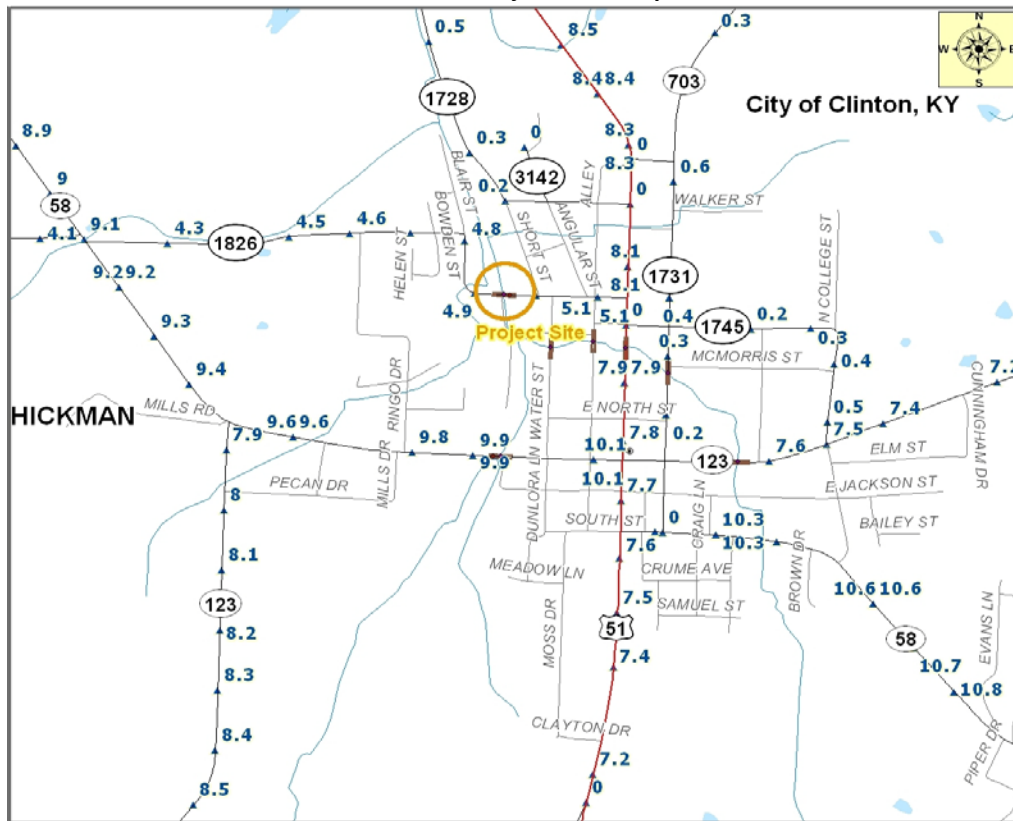 N
W
E
S
City of Clinton, KY
0.3
8.5
0.5
8.4 8.4
703
1728
8.3
0
8.9
0.3
0
8.3
0.6
3142
9
0.2
0
BLAIR ST
ALLEY
WALKER ST
58
BOWDEN ST
SHORT ST
ANGULAR ST
4.1
9.1
4.3
1826
4.5
4.6
4.8
N COLLEGE ST
HELEN ST
8.1
9.2 9.2
1731
4.9
8.1
5.1
5.1
0
0.4
1745
0.2
0.3
Project Site
9.3
0.3
MCMORRIS ST
0.4
9.4
7.9 7.9
7.2
CUNNINGHAM DR
HICKMAN
MILLS RD
RINGO DR
DUNLORA LN
WATER ST
E NORTH ST
0.5
7.4
7.9
9.6 9.6
9.8
9.9
9.9
10.1
7.8
0.2
123
7.6
7.5
ELM ST
PECAN DR
MILLS DR
10.1
7.7
CRAIG LN
E JACKSON ST
8
SOUTH ST
0
10.3
10.3
BAILEY ST
8.1
MEADOW LN
7.6
CRUME AVE
BROWN DR
10.6 10.6
123
7.5
SAMUEL ST
EVANS LN
8.2
51
58
MOSS DR
7.4
8.3
10.7
10.8
8.4
CLAYTON DR
PIPER DR
7.2
8.5
0